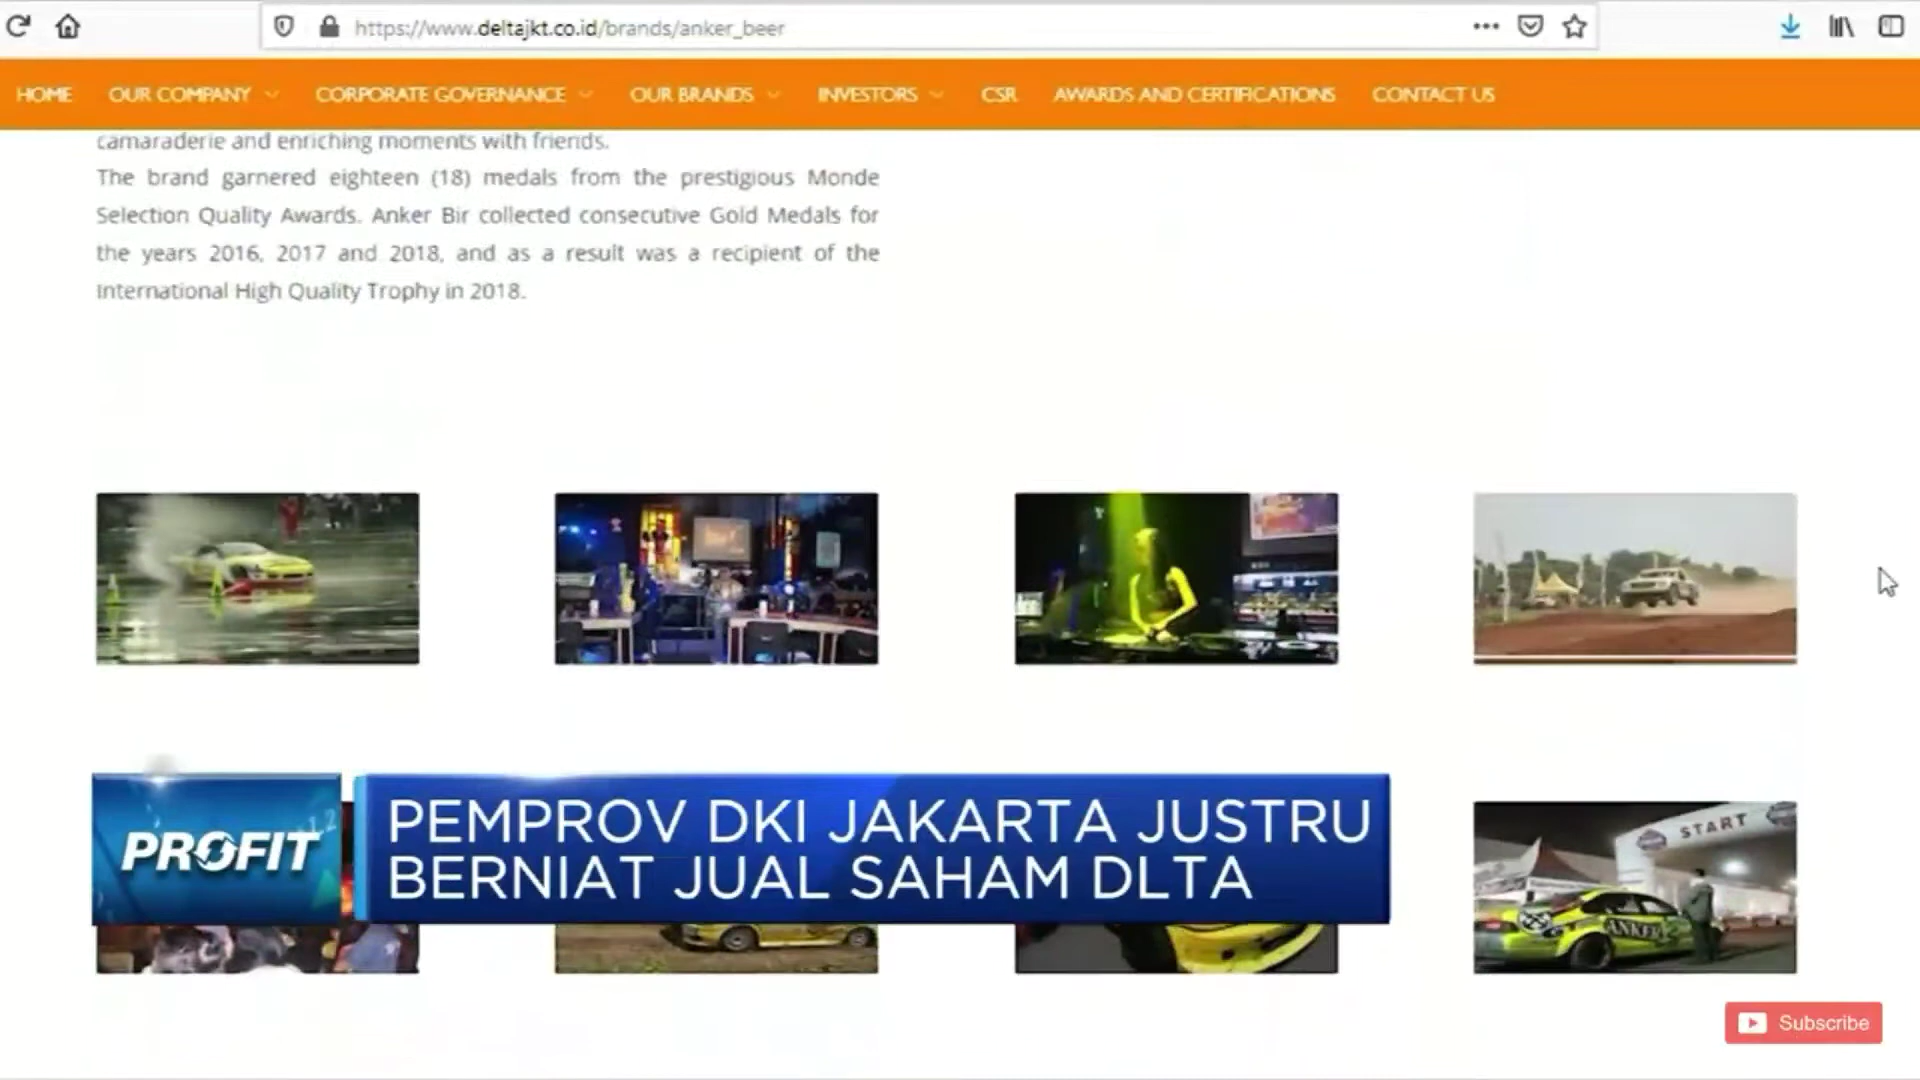 https://www.deltajkt.co.id/brands/anker_beer
HOME OUR COMPANY CORPORATE GOVERNANCE OUR BRANDS INVESTORS CSR AWARDS AND CERTIFICATIONS CONTACT US
camaraderie and enriching moments with friends.
The brand garnered eighteen (18) medals from the prestigious Monde
Selection Quality Awards. Anker Bir collected consecutive Gold Medals for
the years 2016, 2017 and 2018, and as a result was a recipient of the
International High Quality Trophy in 2018.
START
ANKER
PROFIT
PEMPROV DKI JAKARTA JUSTRU
BERNIAT JUAL SAHAM DLTA
Subscribe